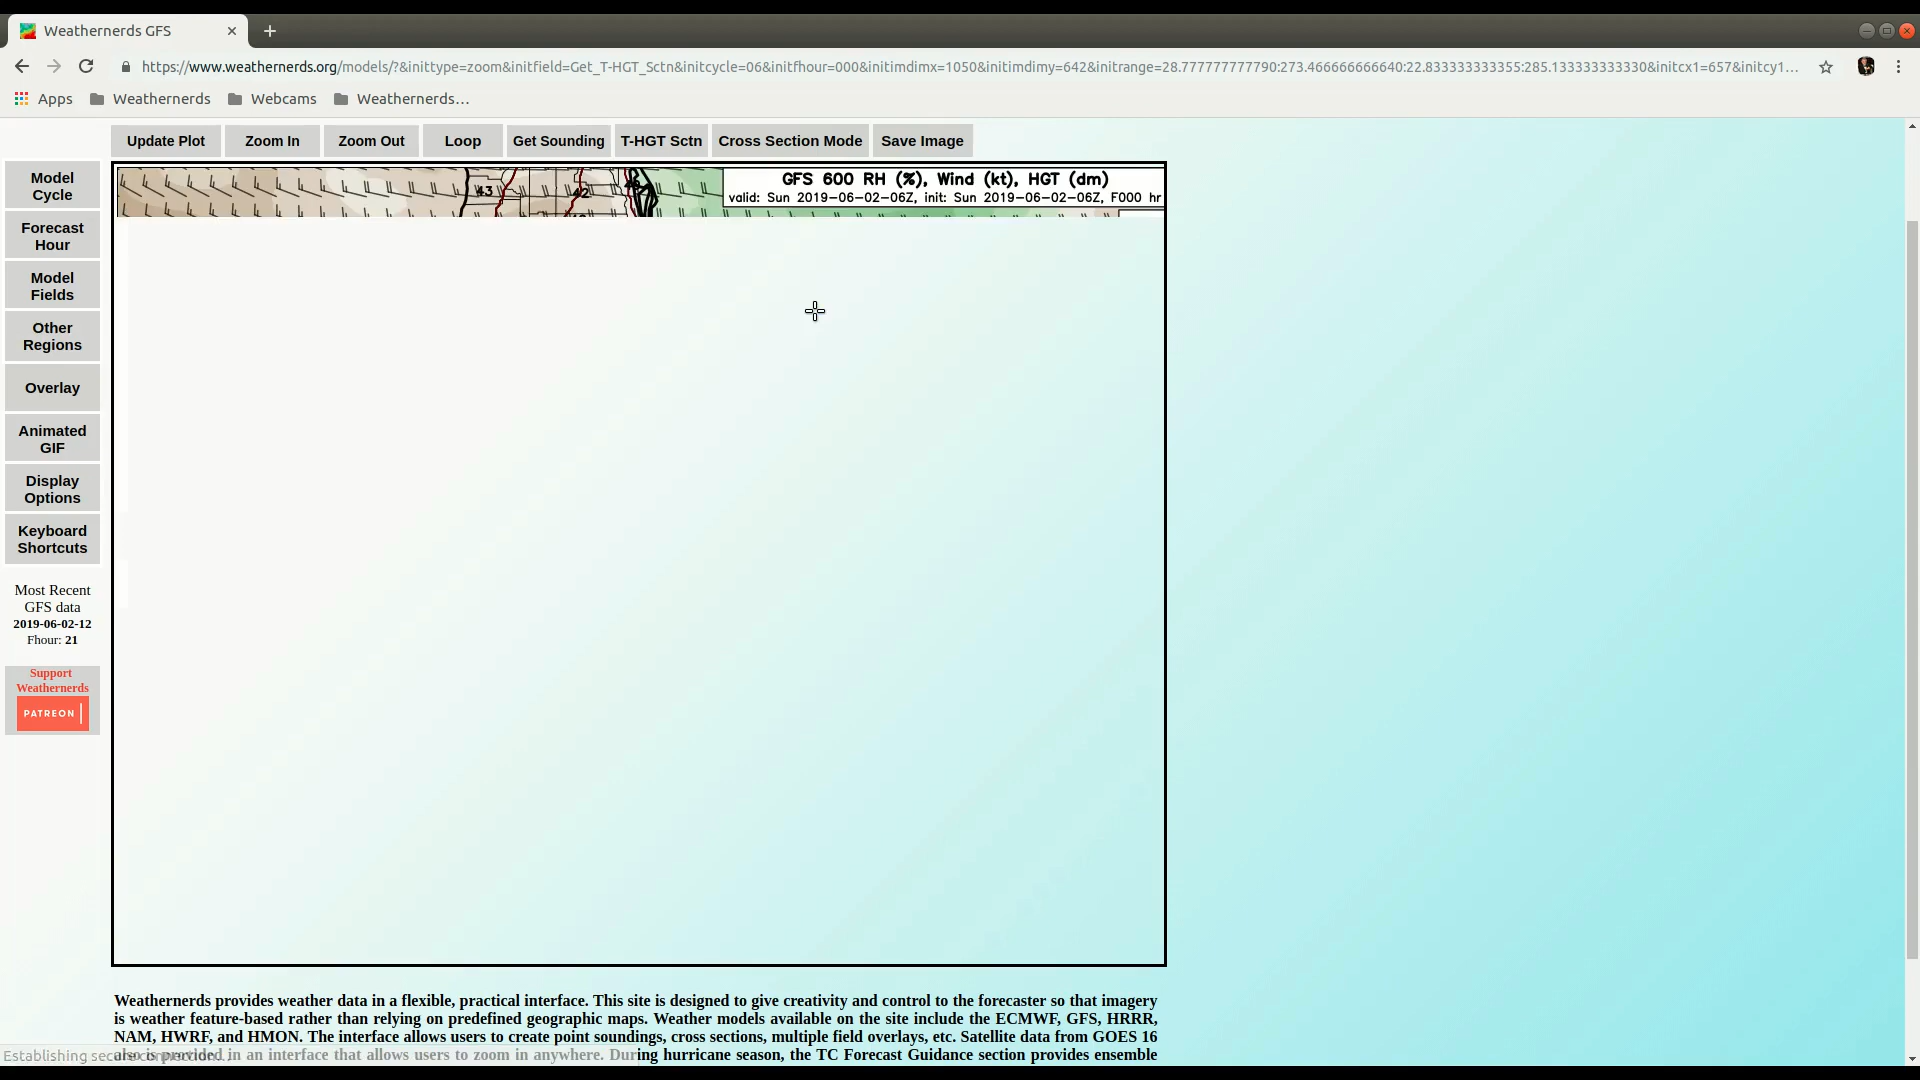 Weathernerds GFS
https://www.weathernerds.org/models/?&inittype=zoom&initfield=Get_T-HGT_Sctn&initcycle=06&initfhour=000&initimdimx=1050&initimdimy=642&initrange=28.777777777790:273.466666666640:22.833333333355:285.133333333330&initcx1=657&initcy1...
Apps Weathernerds Webcams Weathernerds...
Update Plot Zoom In Zoom Out Loop Get Sounding T-HGT Sctn Cross Section Mode Save Image
Model
Cycle
Forecast
Hour
Model
Fields
Other
Regions
Overlay
Animated
GIF
Display
Options
Keyboard
Shortcuts
Most Recent
GFS data
2019-06-02-12
Fhour: 21
Support
Weathernerds
PATREON
43 42
GFS 600 RH (%), Wind (kt), HGT (dm)
valid: Sun 2019-06-02-06Z, init: Sun 2019-06-02-06Z, F000 hr
Weathernerds provides weather data in a flexible, practical interface. This site is designed to give creativity and control to the forecaster so that imagery
is weather feature-based rather than relying on predefined geographic maps. Weather models available on the site include the ECMWF, GFS, HRRR,
NAM, HWRF, and HMON. The interface allows users to create point soundings, cross sections, multiple field overlays, etc. Satellite data from GOES 16
also is provided in an interface that allows users to zoom in anywhere. During hurricane season, the TC Forecast Guidance section provides ensemble
Establishing secure connection...